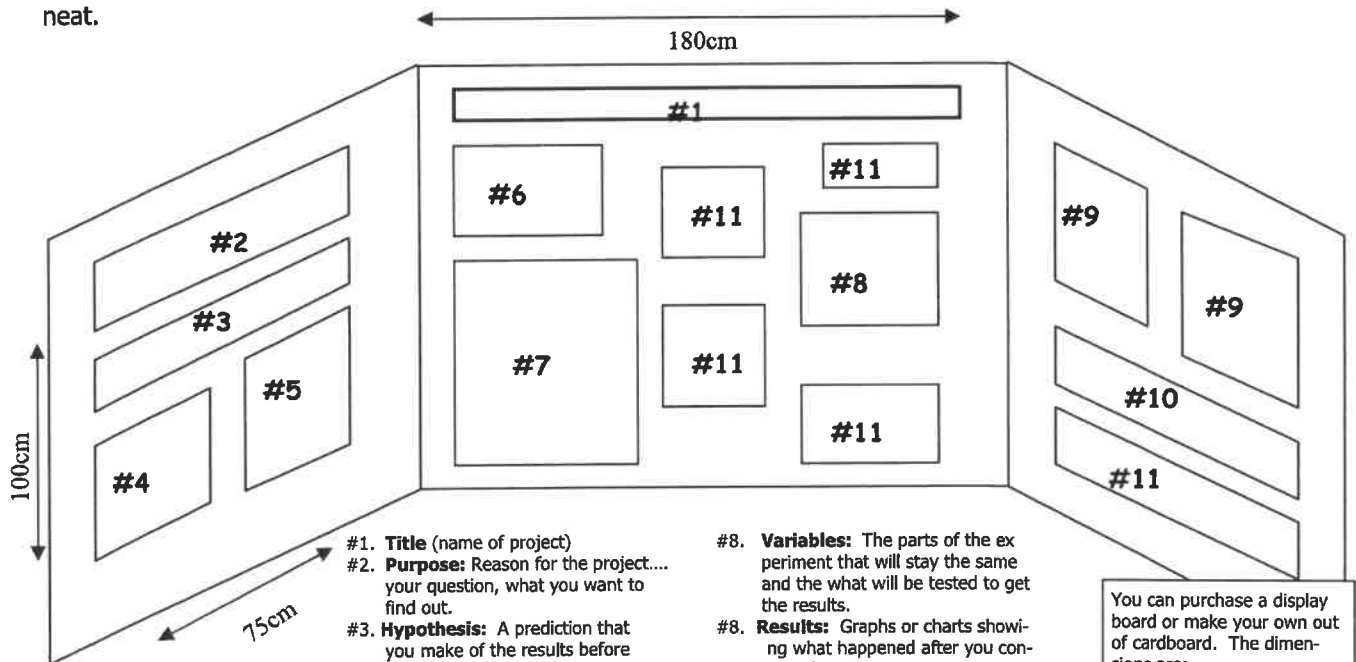 neat.
180cm
#1
#2
#3
#4
#5
#6
#7
#11
#11
#11
#8
#11
#9
#9
#10
#11
100cm
75cm
#1. Title (name of project)
#2. Purpose: Reason for the project....
your question, what you want to
find out.
#3. Hypothesis: A prediction that
you make of the results before
#8. Variables: The parts of the ex
periment that will stay the same
and the what will be tested to get
the results.
#8. Results: Graphs or charts showi-
ng what happened after you con-
You can purchase a display
board or make your own out
of cardboard. The dimen-
sions are: